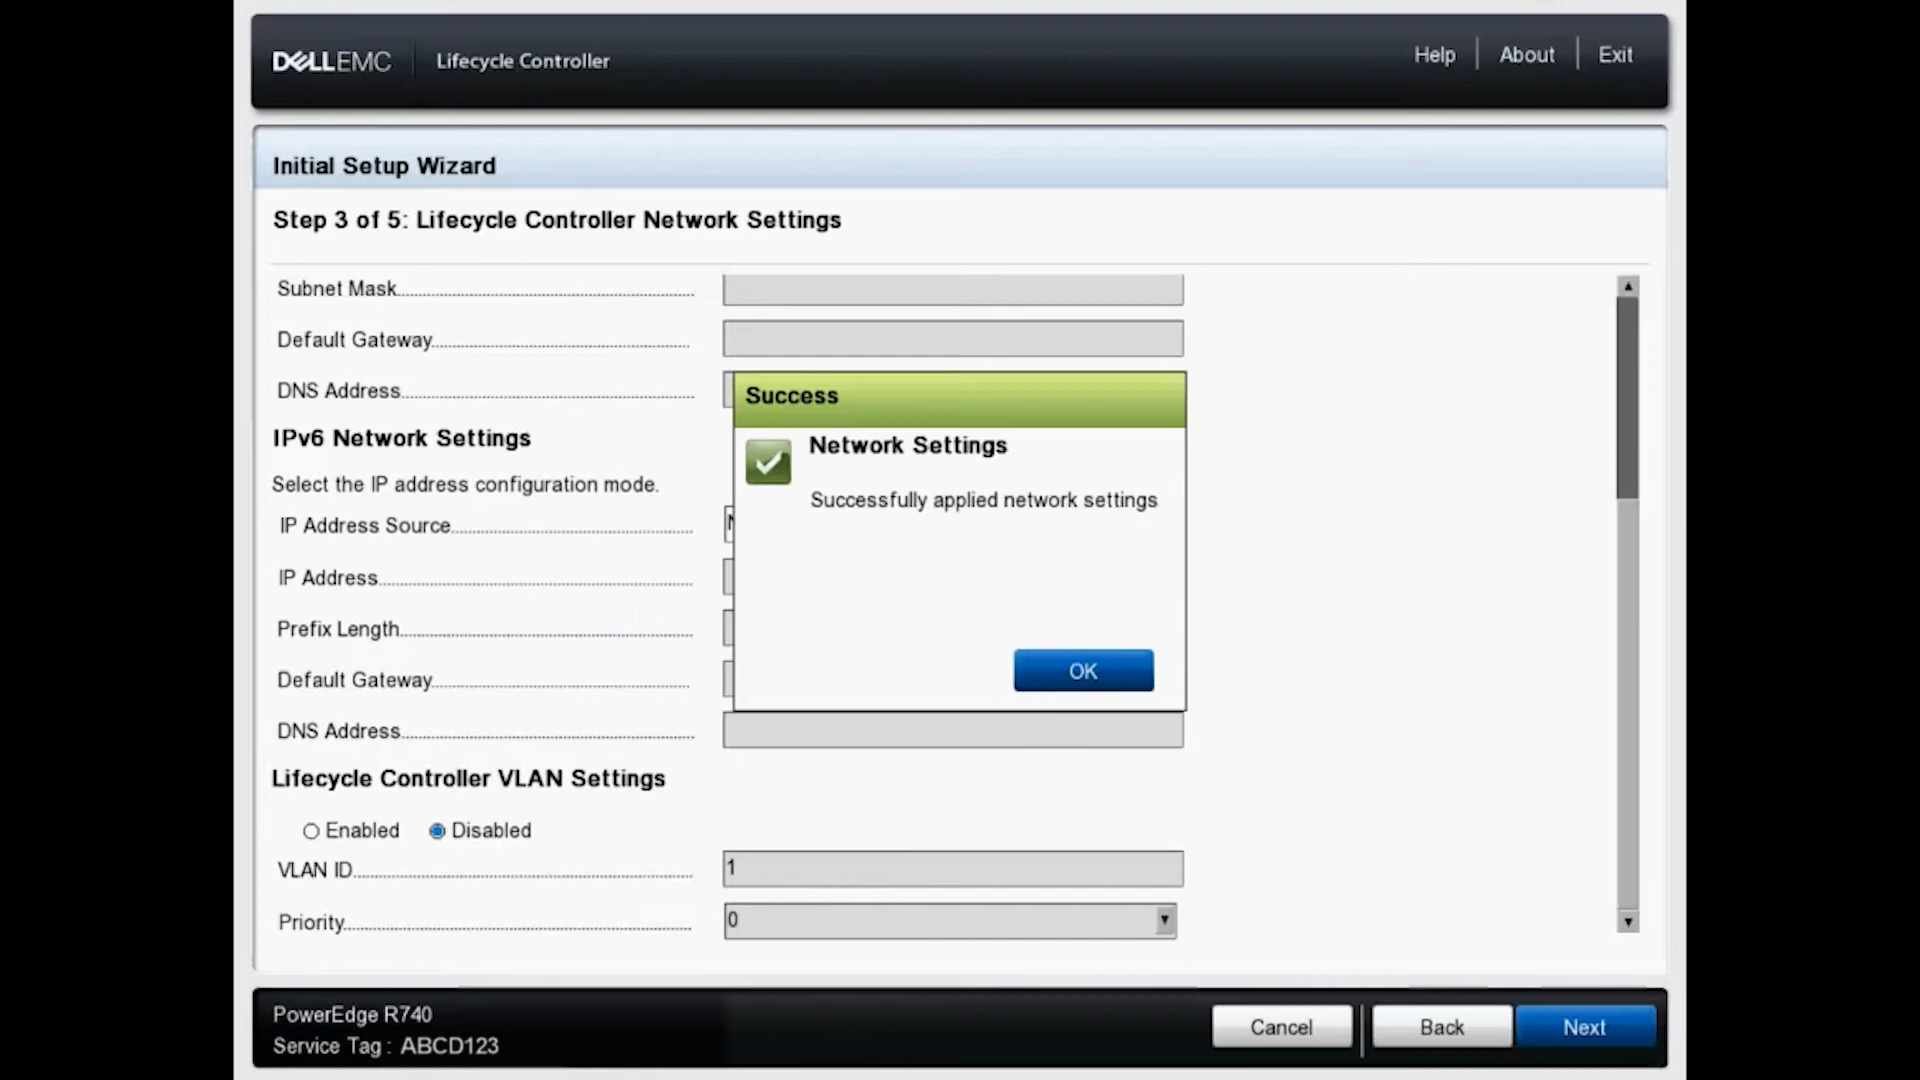 DELLEMC
Lifecycle Controller
Help
About
Exit
Initial Setup Wizard
Step 3 of 5: Lifecycle Controller Network Settings
Subnet Mask
Default Gateway
DNS Address
IPv6 Network Settings
Select the IP address configuration mode.
IP Address Source
IP Address
Prefix Length
Default Gateway
DNS Address
Success
Network Settings
Successfully applied network settings
OK
Lifecycle Controller VLAN Settings
Enabled
Disabled
VLAN ID
1
Priority
0
PowerEdge R740
Service Tag : ABCD123
Cancel
Back
Next